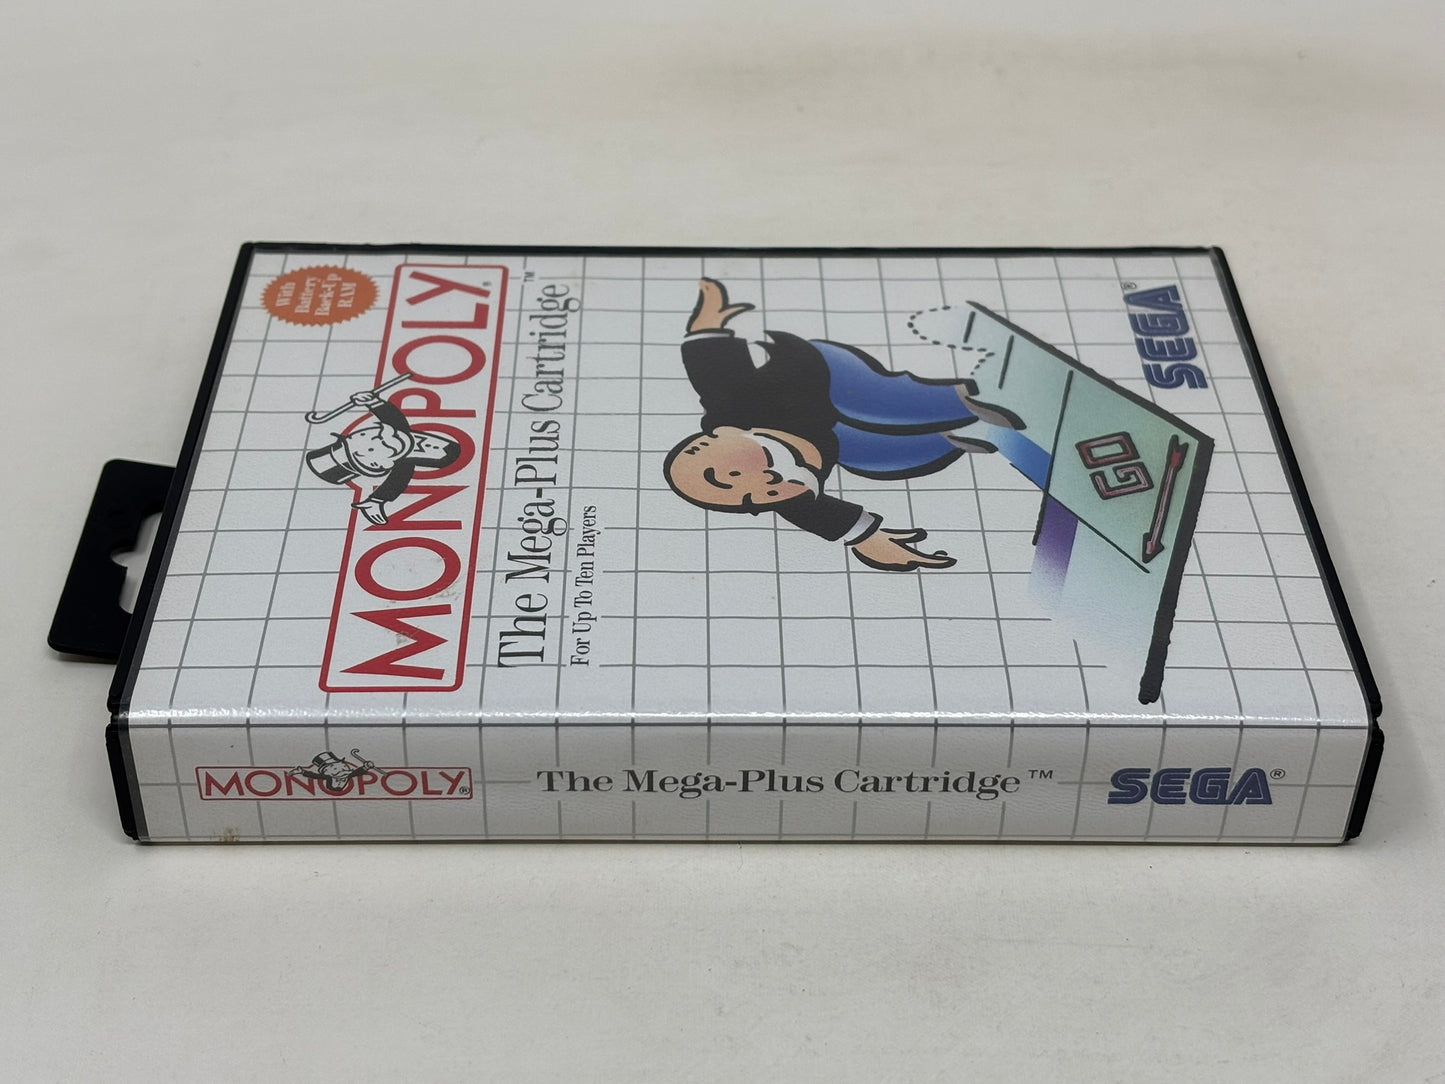 With
Battery
Back-Up
RAM
MONOPOLY®
The Mega-Plus Cartridge™
For Up To Ten Players
GO
SEGA®
MONOPOLY®
The Mega-Plus Cartridge™
SEGA®